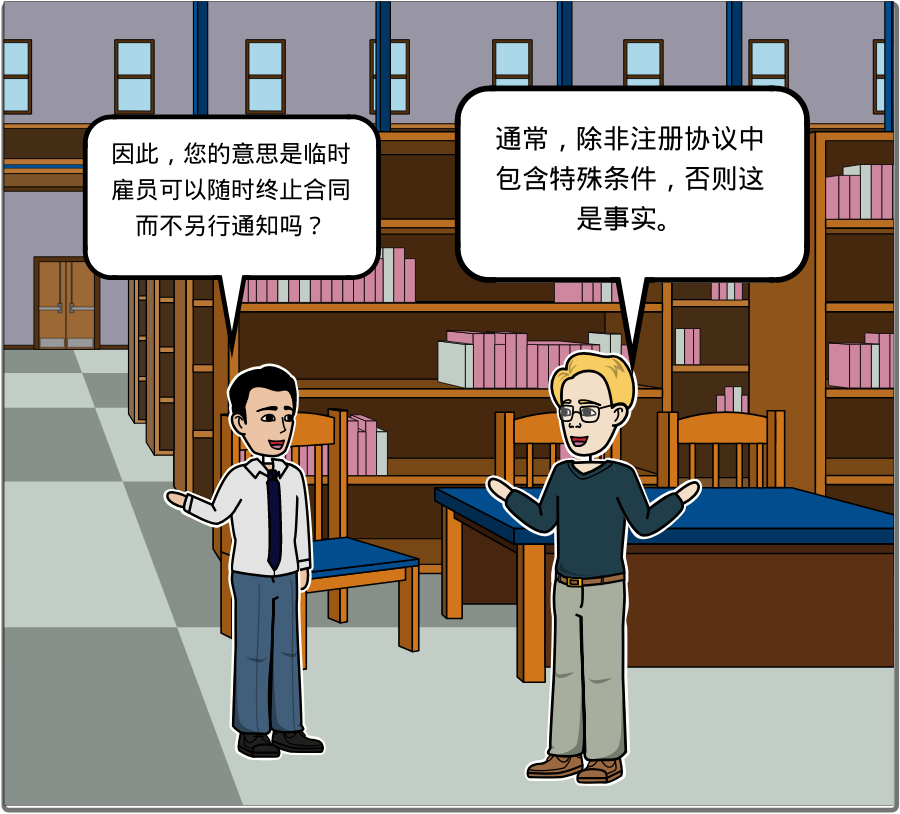 因此，您的意思是临时
雇员可以随时终止合同
而不另行通知吗？
通常，除非注册协议中
包含特殊条件，否则这
是事实。